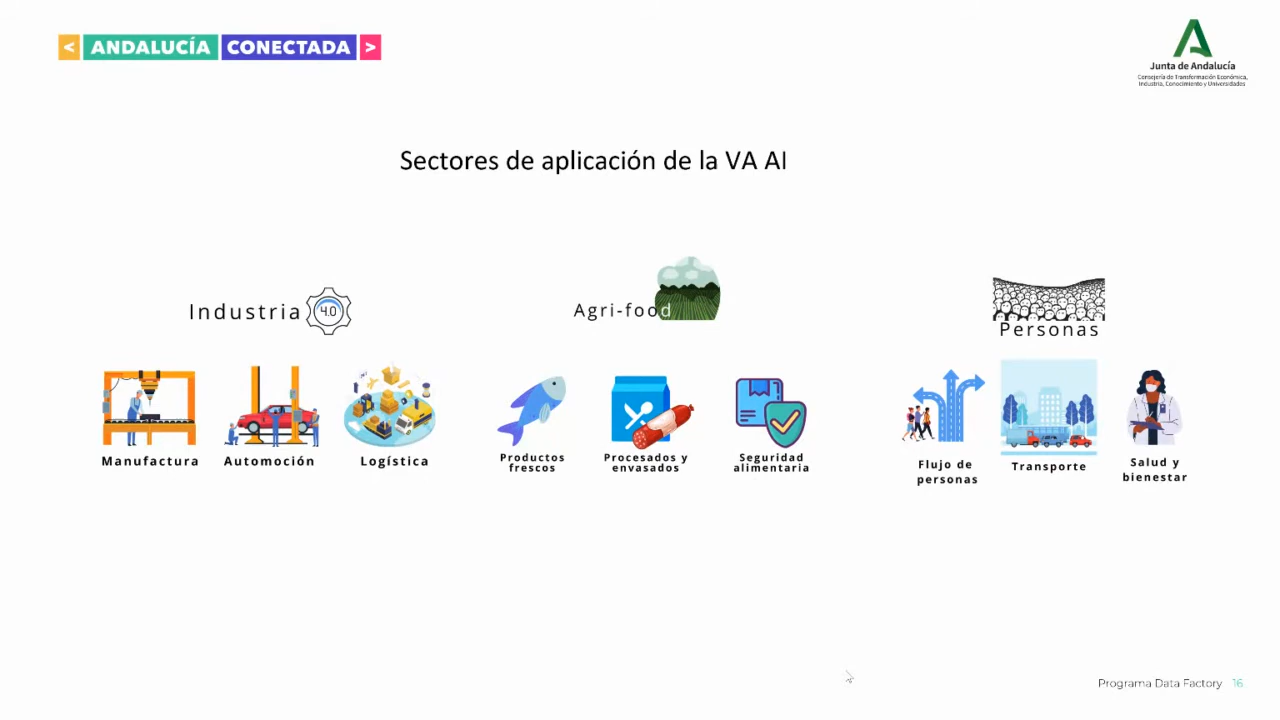 < ANDALUCÍA CONECTADA >
Junta de Andalucía
Consejería de Transformación Económica,
Industria, Conocimiento y Universidades
Sectores de aplicación de la VA AI
Industria 4.0
Manufactura
Automoción
Logística
Agri-food
Productos
frescos
Procesados y
envasados
Seguridad
alimentaria
Personas
Flujo de
personas
Transporte
Salud y
bienestar
Programa Data Factory 16